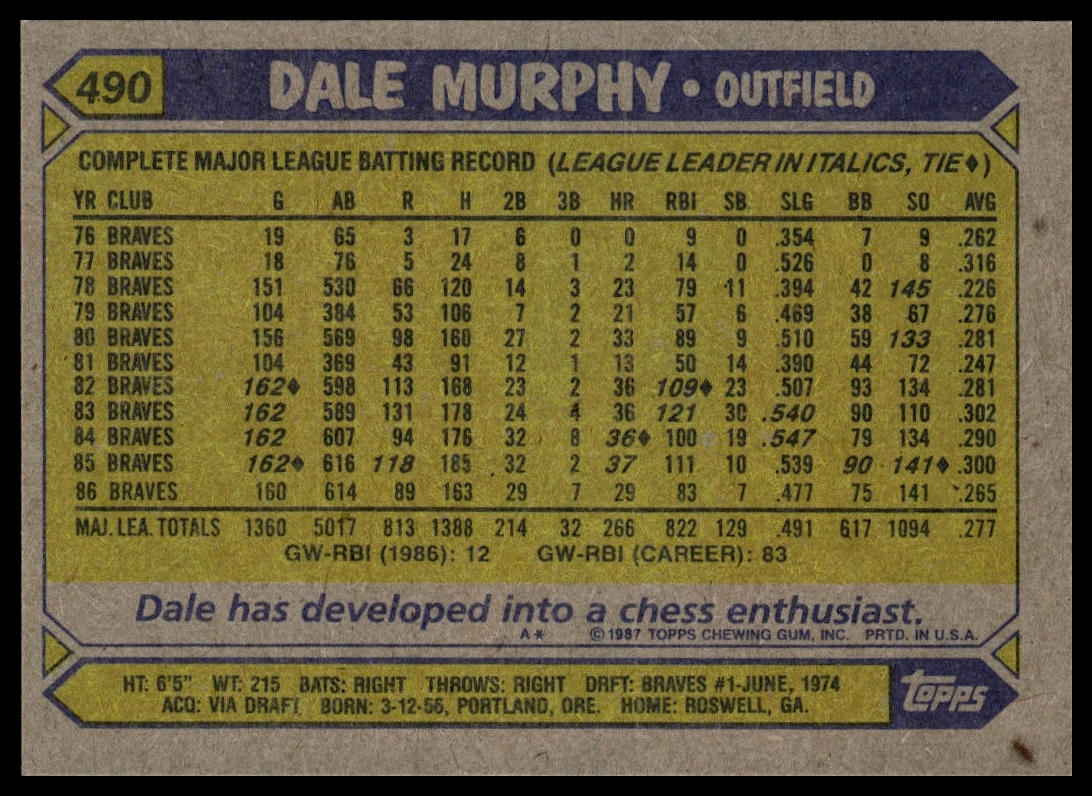 490 DALE MURPHY • OUTFIELD
COMPLETE MAJOR LEAGUE BATTING RECORD (LEAGUE LEADER IN ITALICS, TIE♦)
YR CLUB G AB R H 2B 3B HR RBI SB SLG BB SO AVG
76 BRAVES 19 65 3 17 6 0 0 9 0 .354 7 9 .262
77 BRAVES 18 76 5 24 8 1 2 14 0 .526 0 8 .316
78 BRAVES 151 530 66 120 14 3 23 79 11 .394 42 145 .226
79 BRAVES 104 384 53 106 7 2 21 57 6 .469 38 67 .276
80 BRAVES 156 569 98 160 27 2 33 89 9 .510 59 133 .281
81 BRAVES 104 369 43 91 12 1 13 50 14 .390 44 72 .247
82 BRAVES 162♦ 598 113 168 23 2 36 109♦ 23 .507 93 134 .281
83 BRAVES 162 589 131 178 24 4 36 121 30 .540 90 110 .302
84 BRAVES 162 607 94 176 32 8 36♦ 100 19 .547 79 134 .290
85 BRAVES 162♦ 616 118 185 32 2 37 111 10 .539 90 141♦ .300
86 BRAVES 160 614 89 163 29 7 29 83 7 .477 75 141 .265
MAJ. LEA. TOTALS 1360 5017 813 1388 214 32 266 822 129 .491 617 1094 .277
GW-RBI (1986): 12 GW-RBI (CAREER): 83
Dale has developed into a chess enthusiast.
A* ©1987 TOPPS CHEWING GUM, INC. PRTD. IN U.S.A.
HT: 6'5" WT: 215 BATS: RIGHT THROWS: RIGHT DRFT: BRAVES #1-JUNE, 1974
ACQ: VIA DRAFT BORN: 3-12-56, PORTLAND, ORE. HOME: ROSWELL, GA.
topps